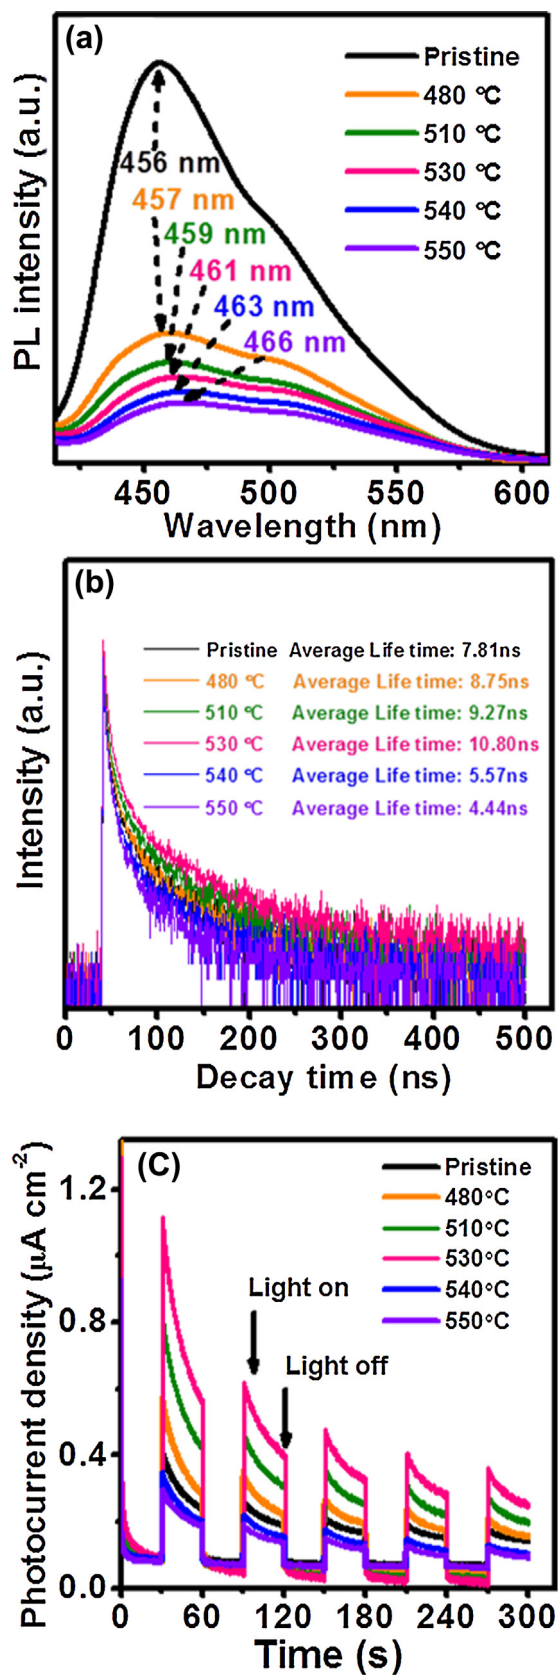 (a)
Pristine
480 ℃
510 ℃
530 ℃
540 ℃
550 ℃
456 nm
457 nm
459 nm
461 nm
463 nm
466 nm
PL intensity (a.u.)
450 500 550 600
Wavelength (nm)
(b)
Pristine Average Life time: 7.81ns
480 ℃ Average Life time: 8.75ns
510 ℃ Average Life time: 9.27ns
530 ℃ Average Life time: 10.80ns
540 ℃ Average Life time: 5.57ns
550 ℃ Average Life time: 4.44ns
Intensity (a.u.)
0 100 200 300 400 500
Decay time (ns)
(C)
Pristine
480°C
510°C
530°C
540°C
550°C
Light on
Light off
Photocurrent density (μA cm⁻²)
1.2
0.8
0.4
0.0
0 60 120 180 240 300
Time (s)